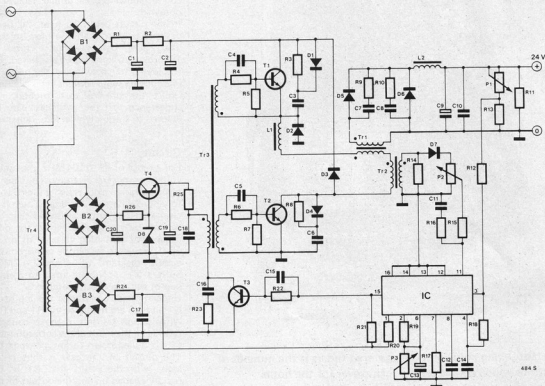 B1
R1
R2
C1
C2
C4
R4
R5
T1
R3
D1
C3
D2
L1
Tr3
D3
D5
R9
R10
C7
C8
D6
L2
C9
C10
P1
R11
R13
24 V
+
0
Tr1
Tr2
D7
R14
P2
R12
C11
R16
R15
Tr4
B2
T4
R26
R25
C20
C19
C18
C5
R6
R7
T2
R8
D4
C6
B3
R24
C17
C16
R23
T3
C15
R22
16
14
13
12
11
15
IC
3
1
2
6
7
8
4
R21
R20
R19
P3
C13
R17
C12
C14
R18
484 S